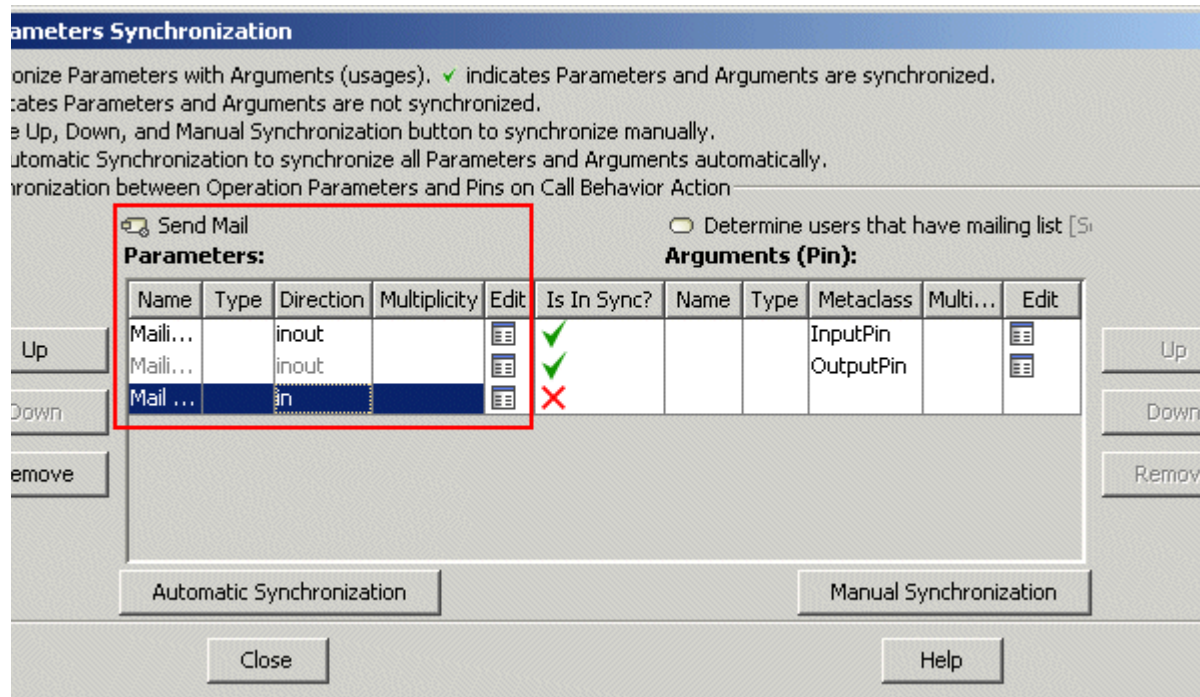 ameters Synchronization
onize Parameters with Arguments (usages). ✓ indicates Parameters and Arguments are synchronized.
cates Parameters and Arguments are not synchronized.
e Up, Down, and Manual Synchronization button to synchronize manually.
utomatic Synchronization to synchronize all Parameters and Arguments automatically.
hronization between Operation Parameters and Pins on Call Behavior Action
Send Mail Determine users that have mailing list [S
Parameters: Arguments (Pin):
Name Type Direction Multiplicity Edit Is In Sync? Name Type Metaclass Multi... Edit
Maili... inout InputPin
Maili... inout OutputPin
Mail ... in
Up Up
Down Down
emove Remov
Automatic Synchronization Manual Synchronization
Close Help